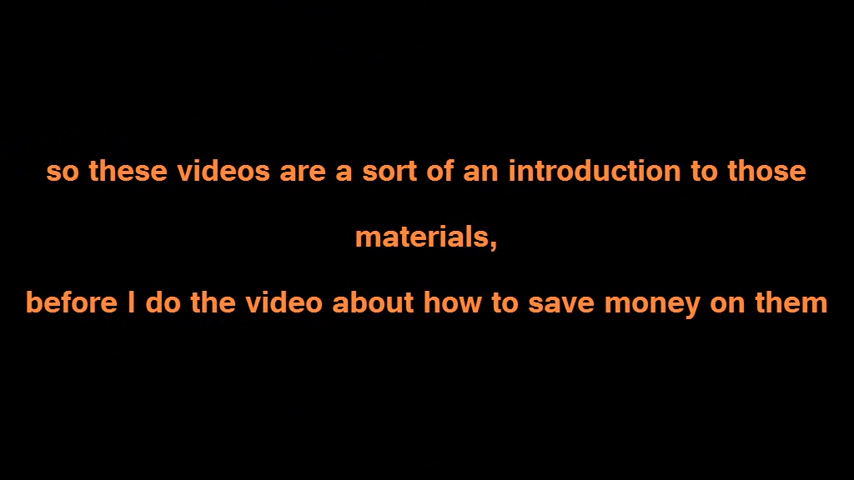 so these videos are a sort of an introduction to those
materials,
before I do the video about how to save money on them